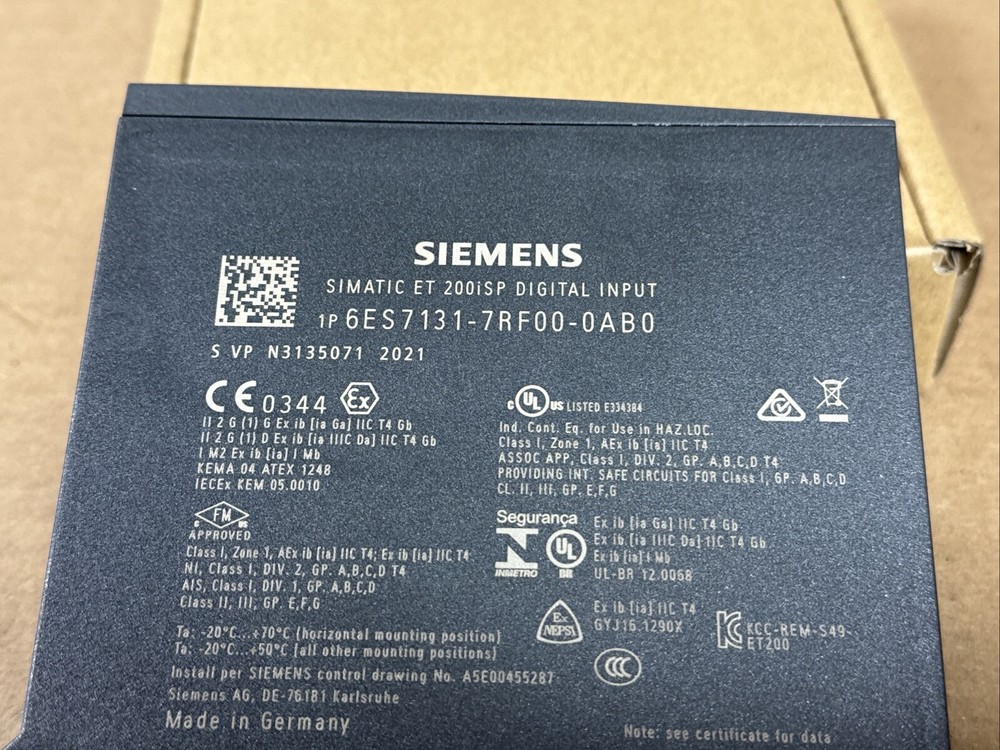 SIEMENS
SIMATIC ET 200iSP DIGITAL INPUT
1P 6ES7131-7RF00-0AB0
S VP N3135071 2021
CE 0344 Ex
II 2 G (1) G Ex ib [ia Ga] IIC T4 Gb
II 2 G (1) D Ex ib [ia IIIC Da] IIC T4 Gb
I M2 Ex ib [ia] I Mb
KEMA 04 ATEX 1248
IECEx KEM 05.0010
c FM us
APPROVED
Class I, Zone 1, AEx ib [ia] IIC T4; Ex ib [ia] IIC T4
NI, Class I, DIV. 2, GP. A,B,C,D T4
AIS, Class I, DIV. 1, GP. A,B,C,D
Class II, III, GP. E,F,G
Ta: -20°C...+70°C (horizontal mounting position)
Ta: -20°C...+50°C (all other mounting positions)
Install per SIEMENS control drawing No. A5E00455287
Siemens AG, DE-76181 Karlsruhe
Made in Germany
c UL US LISTED E334384
Ind. Cont. Eq. for Use in HAZ.LOC.
Class I, Zone 1, AEx ib [ia] IIC T4
ASSOC APP, Class I, DIV. 2, GP. A,B,C,D T4
PROVIDING INT. SAFE CIRCUITS FOR Class I, GP. A,B,C,D
CL. II, III, GP. E,F,G
Segurança
INMETRO
UL BR
Ex ib [ia Ga] IIC T4 Gb
Ex ib [ia IIIC Da] IIC T4 Gb
Ex ib [ia] I Mb
UL-BR 12.0068
Ex NEPSI
Ex ib [ia] IIC T4
GYJ16.1290X
KCC-REM-S49-
ET200
CCC
Note: see certificate for data